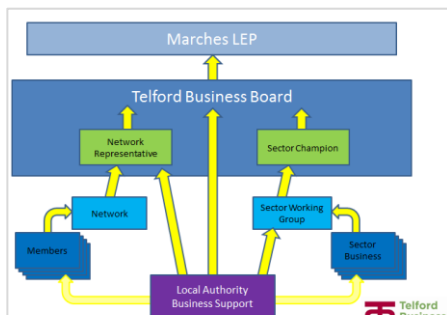 Marches LEP
Telford Business Board
Network
Representative
Sector Champion
Network
Sector Working
Group
Members
Sector
Business
Local Authority
Business Support
Telford